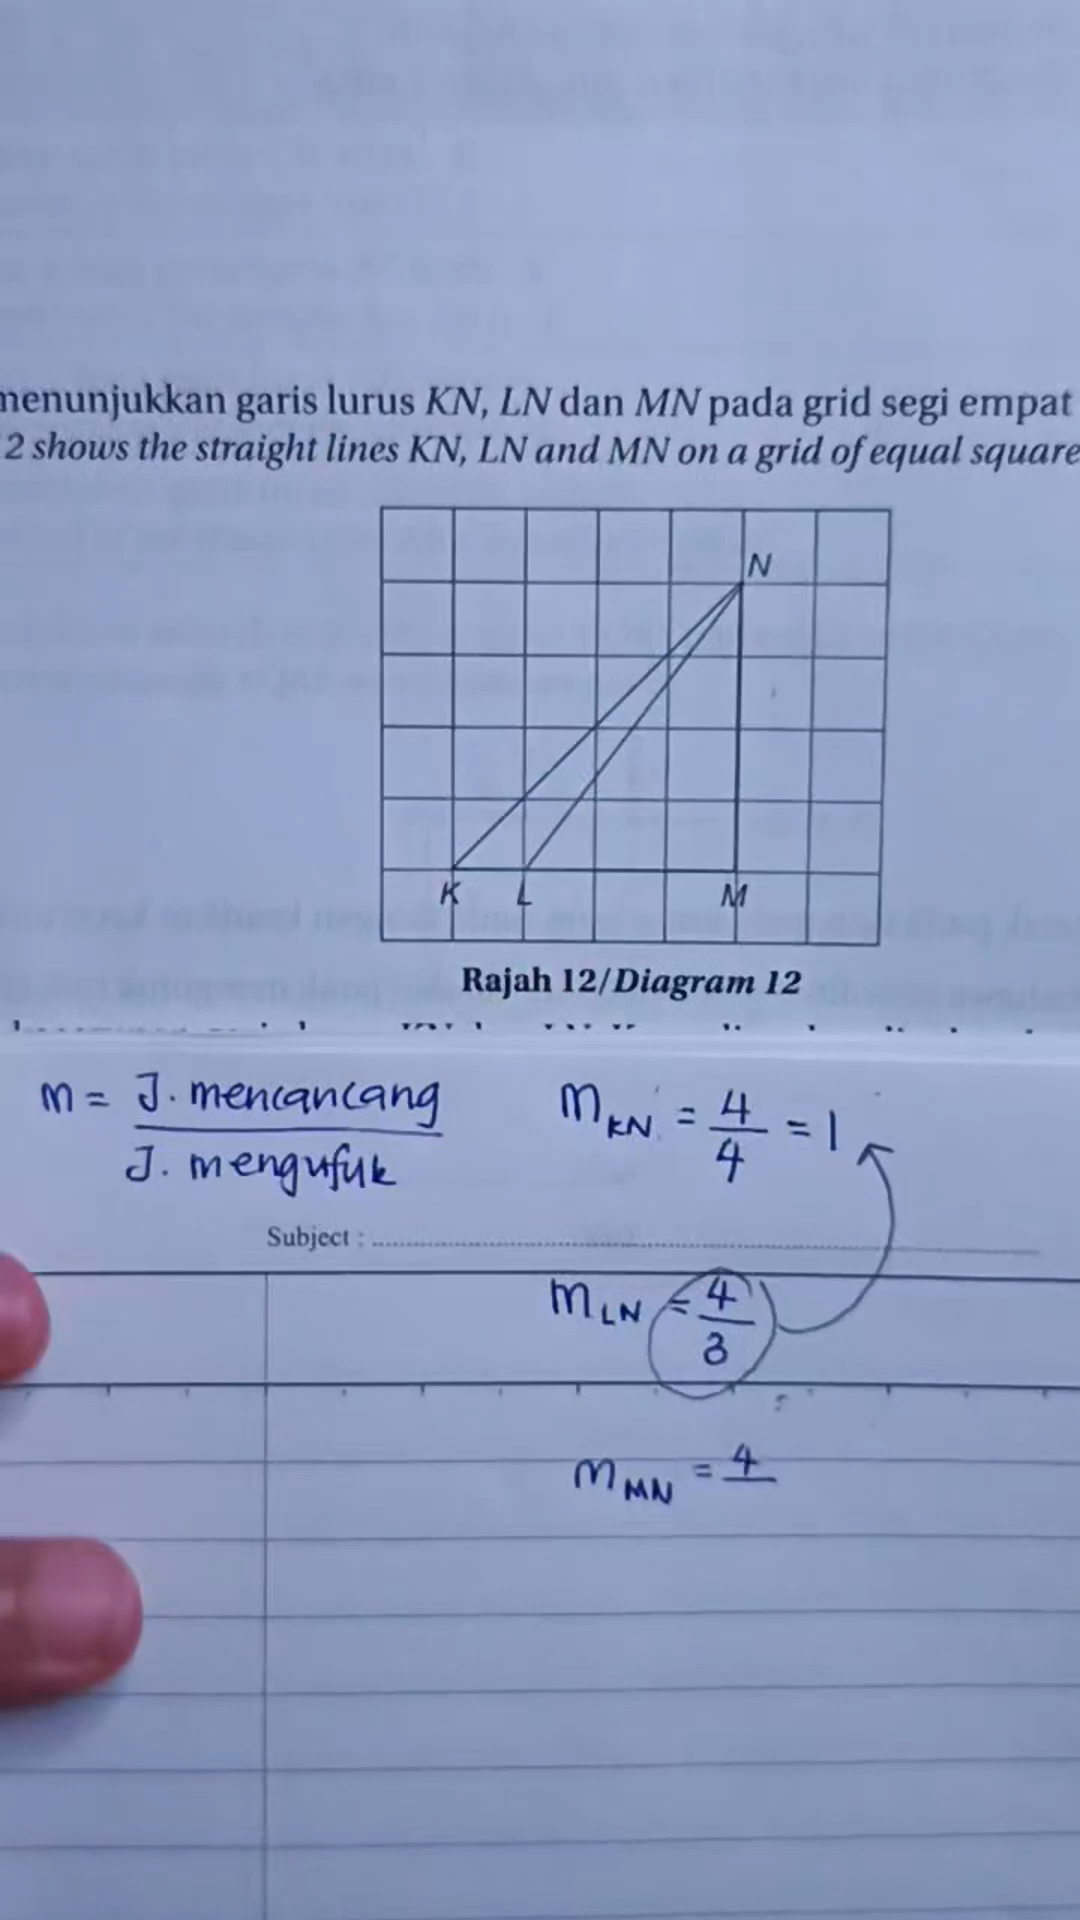 menunjukkan garis lurus KN, LN dan MN pada grid segi empat
2 shows the straight lines KN, LN and MN on a grid of equal square
N
K L M
Rajah 12/Diagram 12
m = J. mencancang / J. mengufuk
m KN = 4/4 = 1
Subject :
m LN = 4/3
m MN = 4